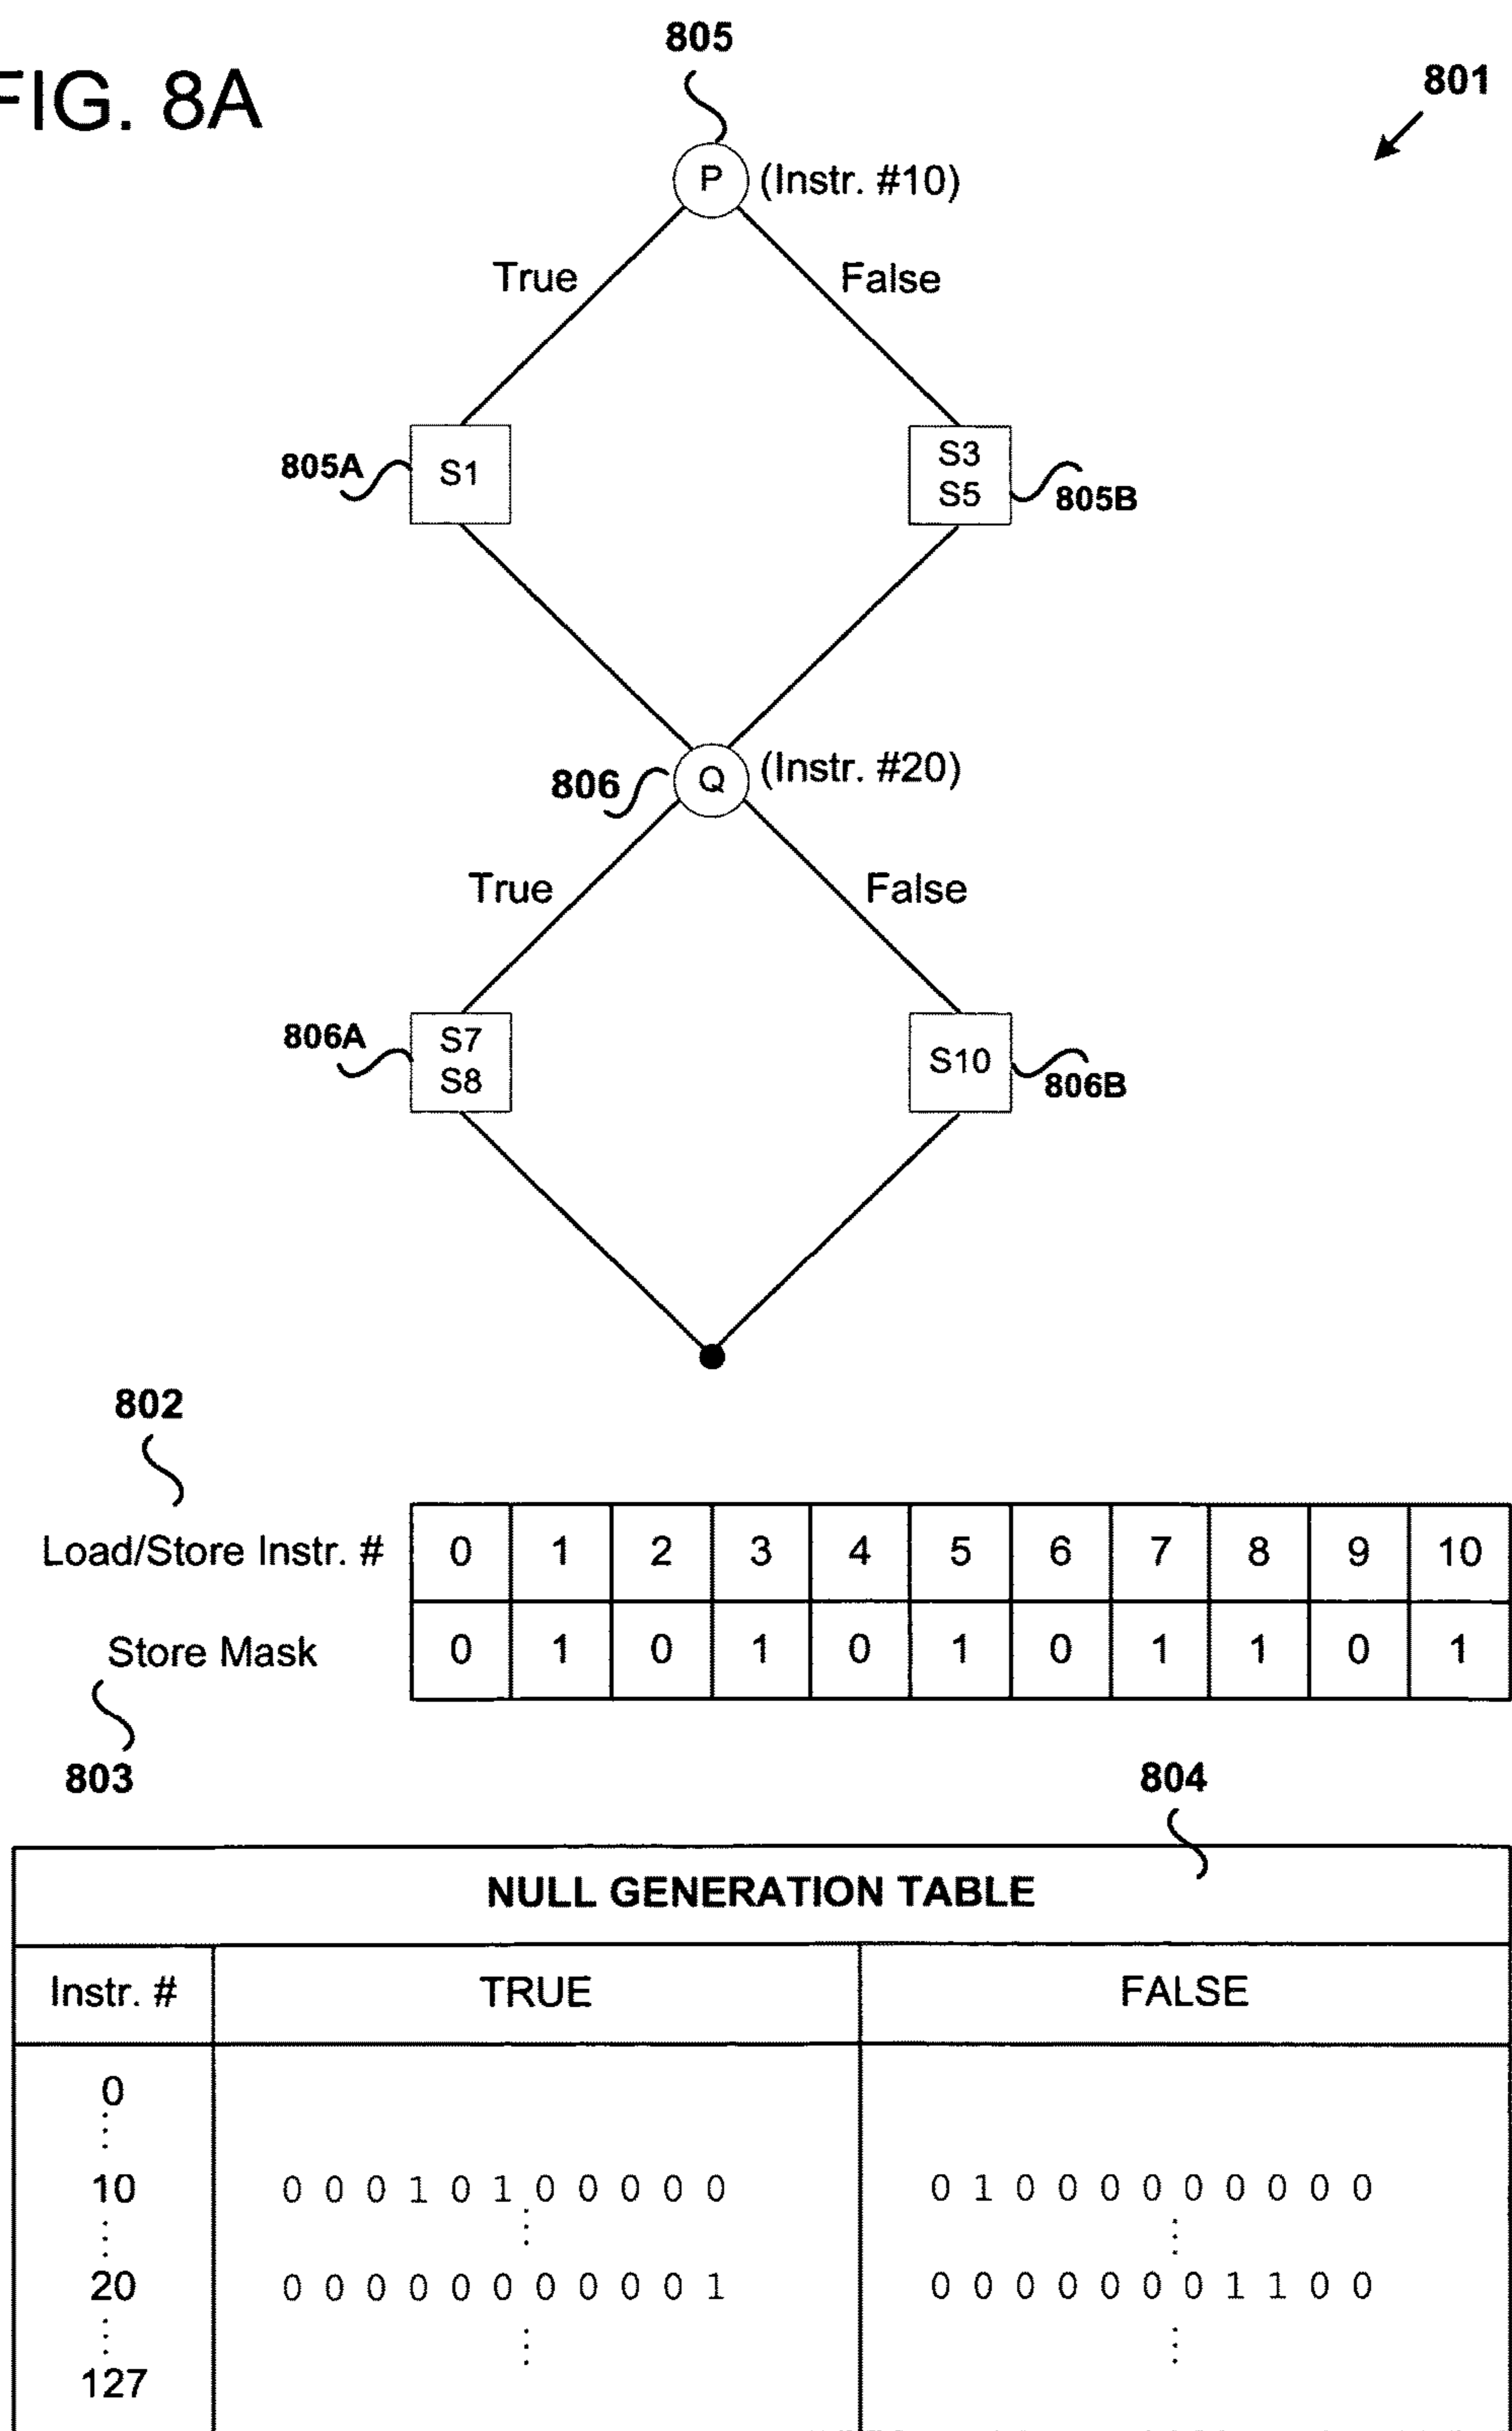 805
FIG. 8A
801
P (Instr. #10)
True False
805A S1 S3
S5 805B
806 Q (Instr. #20)
True False
806A S7
S8 S10 806B
802
Load/Store Instr. # 0 1 2 3 4 5 6 7 8 9 10
Store Mask 0 1 0 1 0 1 0 1 1 0 1
803 804
NULL GENERATION TABLE
Instr. # TRUE FALSE
0
10 0 0 0 1 0 1 0 0 0 0 0 0 1 0 0 0 0 0 0 0 0 0
20 0 0 0 0 0 0 0 0 0 0 1 0 0 0 0 0 0 0 1 1 0 0
127